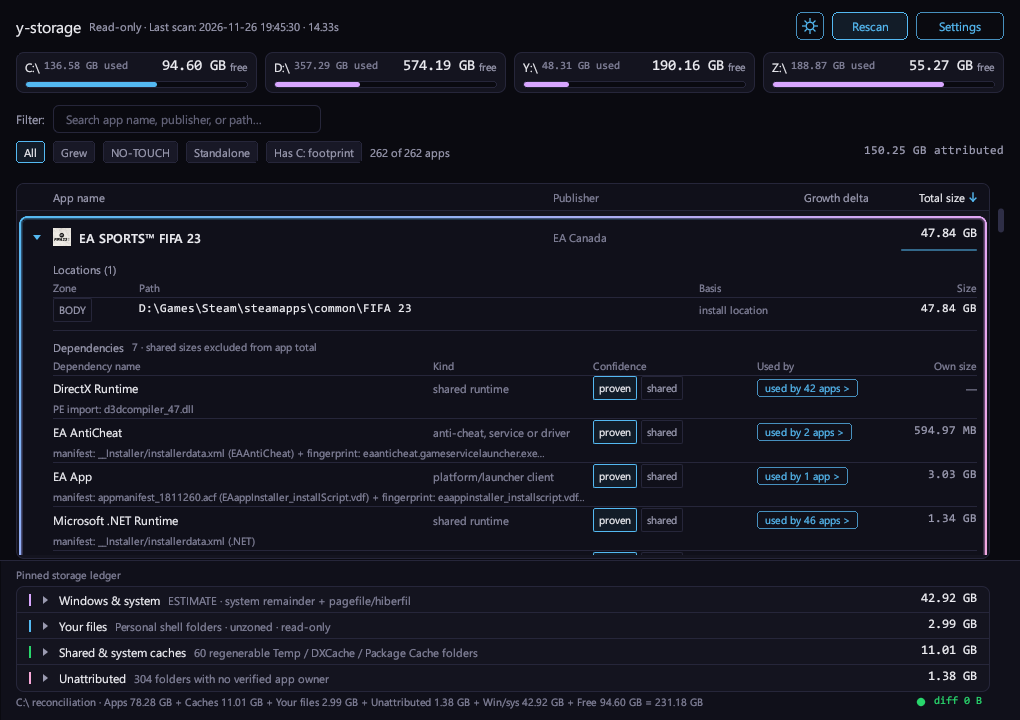 y-storage Read-only · Last scan: 2026-11-26 19:45:30 · 14.33s Rescan Settings
C:\ 136.58 GB used 94.60 GB free D:\ 357.29 GB used 574.19 GB free Y:\ 48.31 GB used 190.16 GB free Z:\ 188.87 GB used 55.27 GB free
Filter: Search app name, publisher, or path...
All Grew NO-TOUCH Standalone Has C: footprint 262 of 262 apps 150.25 GB attributed
App name Publisher Growth delta Total size ↓
EA SPORTS™ FIFA 23 EA Canada 47.84 GB
Locations (1)
Zone Path Basis Size
BODY D:\Games\Steam\steamapps\common\FIFA 23 install location 47.84 GB
Dependencies 7 · shared sizes excluded from app total
Dependency name Kind Confidence Used by Own size
DirectX Runtime shared runtime proven shared used by 42 apps > —
PE import: d3dcompiler_47.dll
EA AntiCheat anti-cheat, service or driver proven shared used by 2 apps > 594.97 MB
manifest: __Installer/installerdata.xml (EAAntiCheat) + fingerprint: eaanticheat.gameservicelauncher.exe...
EA App platform/launcher client proven shared used by 1 app > 3.03 GB
manifest: appmanifest_1811260.acf (EAappInstaller_installScript.vdf) + fingerprint: eaappinstaller_installscript.vdf...
Microsoft .NET Runtime shared runtime proven shared used by 46 apps > 1.34 GB
manifest: __Installer/installerdata.xml (.NET)
Pinned storage ledger
Windows & system ESTIMATE · system remainder + pagefile/hiberfil 42.92 GB
Your files Personal shell folders · unzoned · read-only 2.99 GB
Shared & system caches 60 regenerable Temp / DXCache / Package Cache folders 11.01 GB
Unattributed 304 folders with no verified app owner 1.38 GB
C:\ reconciliation · Apps 78.28 GB + Caches 11.01 GB + Your files 2.99 GB + Unattributed 1.38 GB + Win/sys 42.92 GB + Free 94.60 GB = 231.18 GB diff 0 B